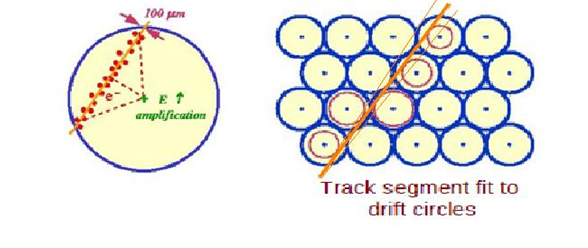 100 μm
e⁻
E ↑
amplification
Track segment fit to
drift circles